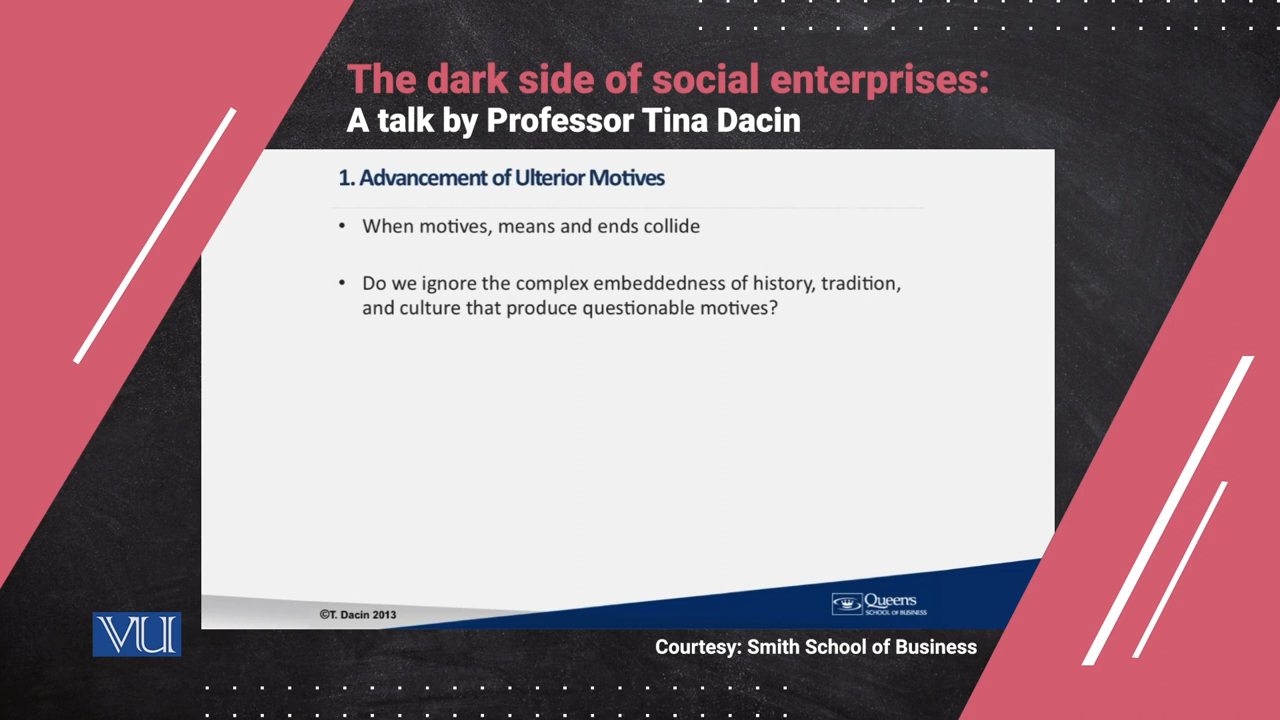 The dark side of social enterprises:
A talk by Professor Tina Dacin
1. Advancement of Ulterior Motives
• When motives, means and ends collide
• Do we ignore the complex embeddedness of history, tradition,
and culture that produce questionable motives?
©T. Dacin 2013
Queens
SCHOOL OF BUSINESS
VU
Courtesy: Smith School of Business